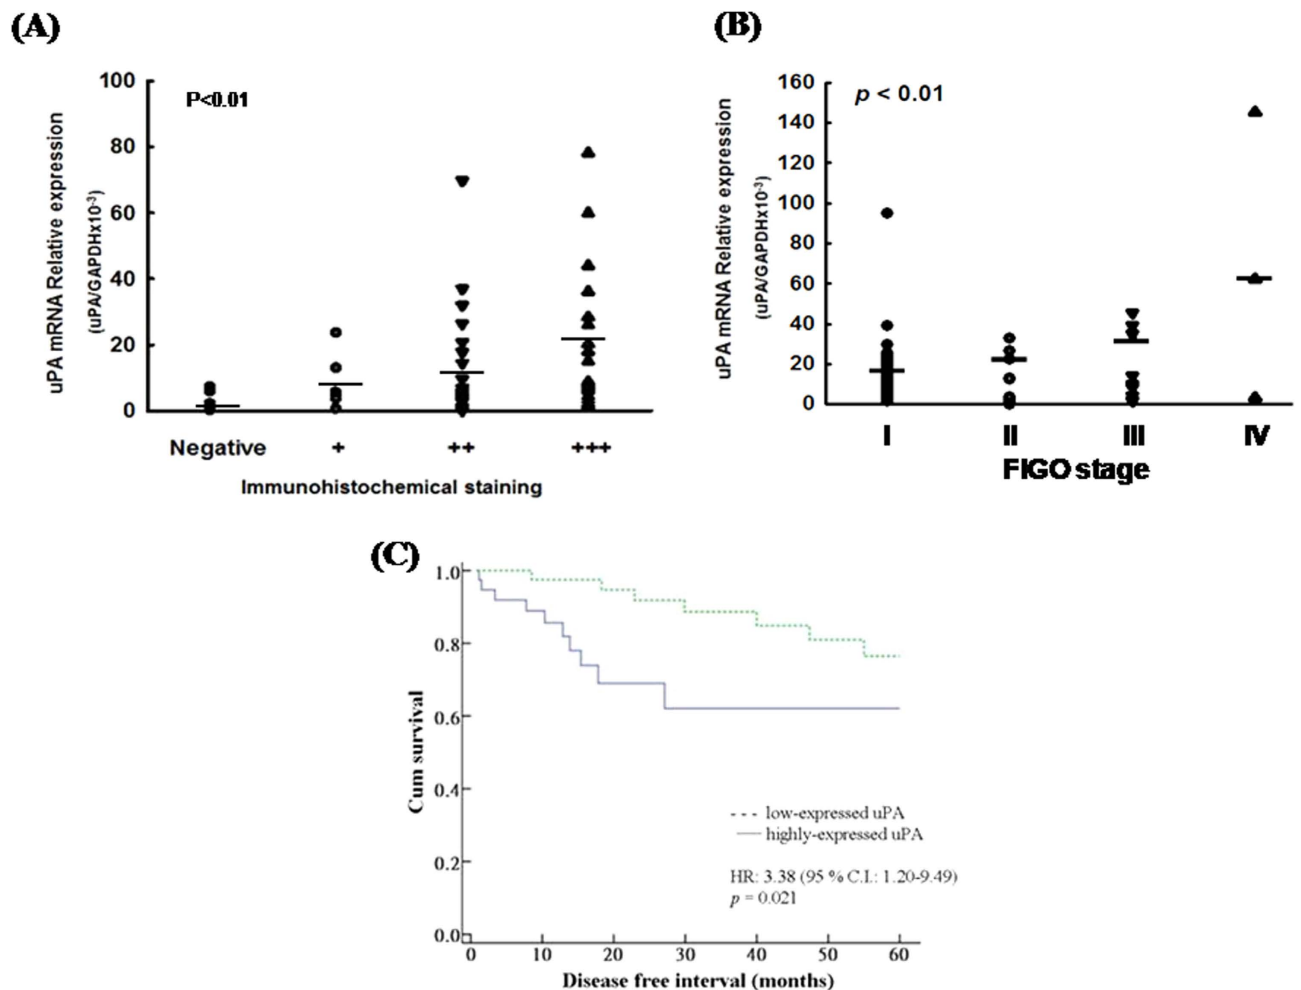 (A)
P<0.01
uPA mRNA Relative expression
(uPA/GAPDHx10-3)
100
80
60
40
20
0
Negative + ++ +++
Immunohistochemical staining
(B)
p < 0.01
uPA mRNA Relative expression
(uPA/GAPDHx10-3)
160
140
120
100
80
60
40
20
0
I II III IV
FIGO stage
(C)
Cum survival
1.0
0.8
0.6
0.4
0.2
0.0
low-expressed uPA
highly-expressed uPA
HR: 3.38 (95 % C.I.: 1.20-9.49)
p = 0.021
0 10 20 30 40 50 60
Disease free interval (months)